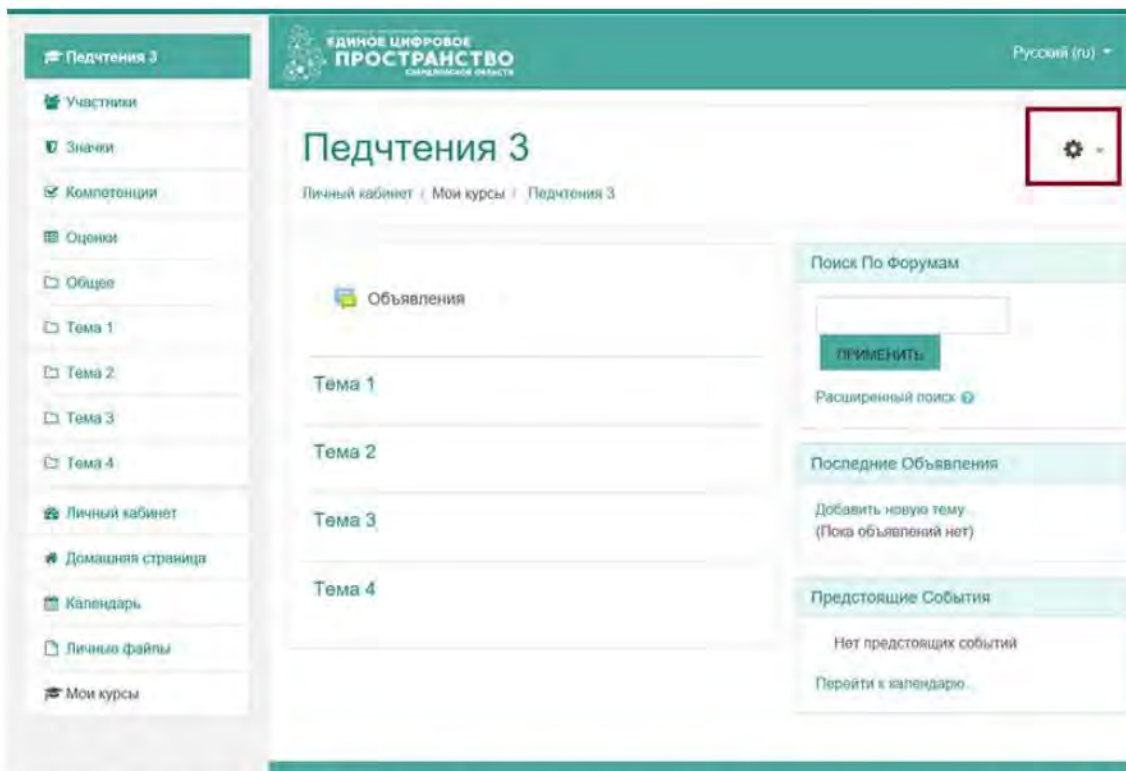 Педчтения 3
Участники
Значки
Компетенции
Оценки
Общее
Тема 1
Тема 2
Тема 3
Тема 4
Личный кабинет
Домашняя страница
Календарь
Личные файлы
Мои курсы
ЕДИНОЕ ЦИФРОВОЕ
ПРОСТРАНСТВО
СВЕРДЛОВСКОЙ ОБЛАСТИ
Русский (ru)
Педчтения 3
Личный кабинет / Мои курсы / Педчтения 3
Объявления
Тема 1
Тема 2
Тема 3
Тема 4
Поиск По Форумам
ПРИМЕНИТЬ
Расширенный поиск
Последние Объявления
Добавить новую тему...
(Пока объявлений нет)
Предстоящие События
Нет предстоящих событий
Перейти к календарю...